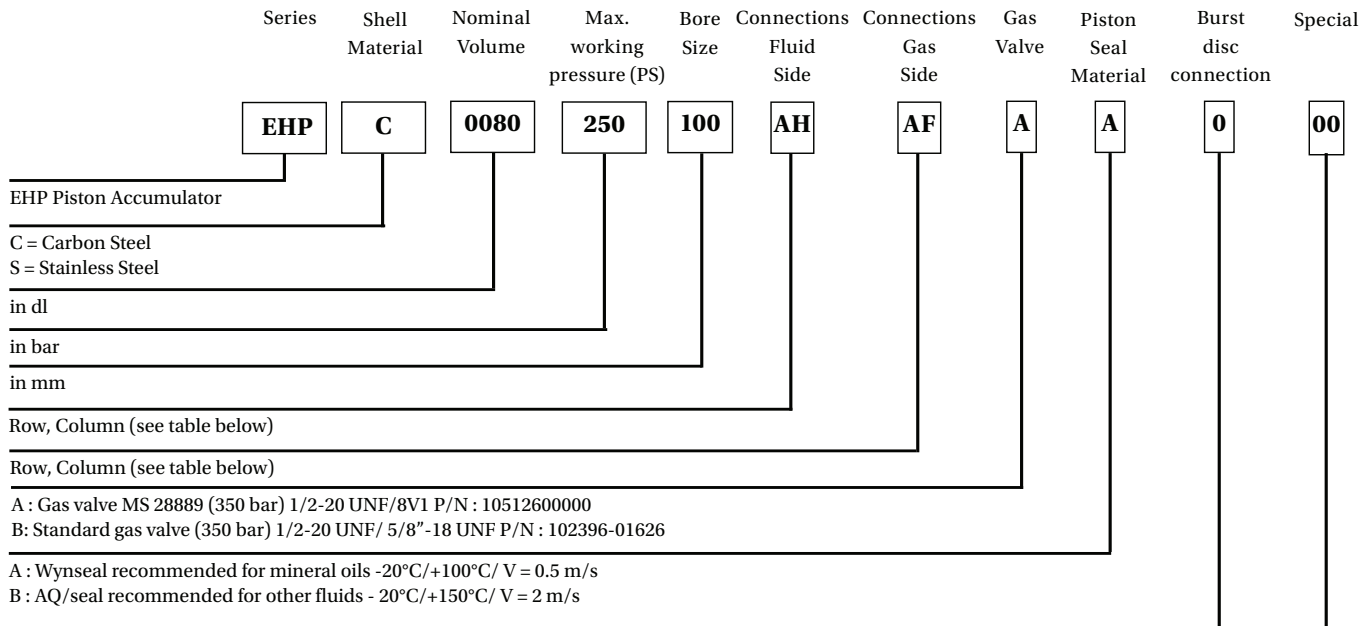 Series Shell Nominal Max. Bore Connections Connections Gas Piston Burst Special
Material Volume working Size Fluid Gas Valve Seal disc
pressure (PS) Side Side Material connection
EHP C 0080 250 100 AH AF A A 0 00
EHP Piston Accumulator
C = Carbon Steel
S = Stainless Steel
in dl
in bar
in mm
Row, Column (see table below)
Row, Column (see table below)
A : Gas valve MS 28889 (350 bar) 1/2-20 UNF/8V1 P/N : 10512600000
B: Standard gas valve (350 bar) 1/2-20 UNF/ 5/8″-18 UNF P/N : 102396-01626
A : Wynseal recommended for mineral oils -20°C/+100°C/ V = 0.5 m/s
B : AQ/seal recommended for other fluids - 20°C/+150°C/ V = 2 m/s